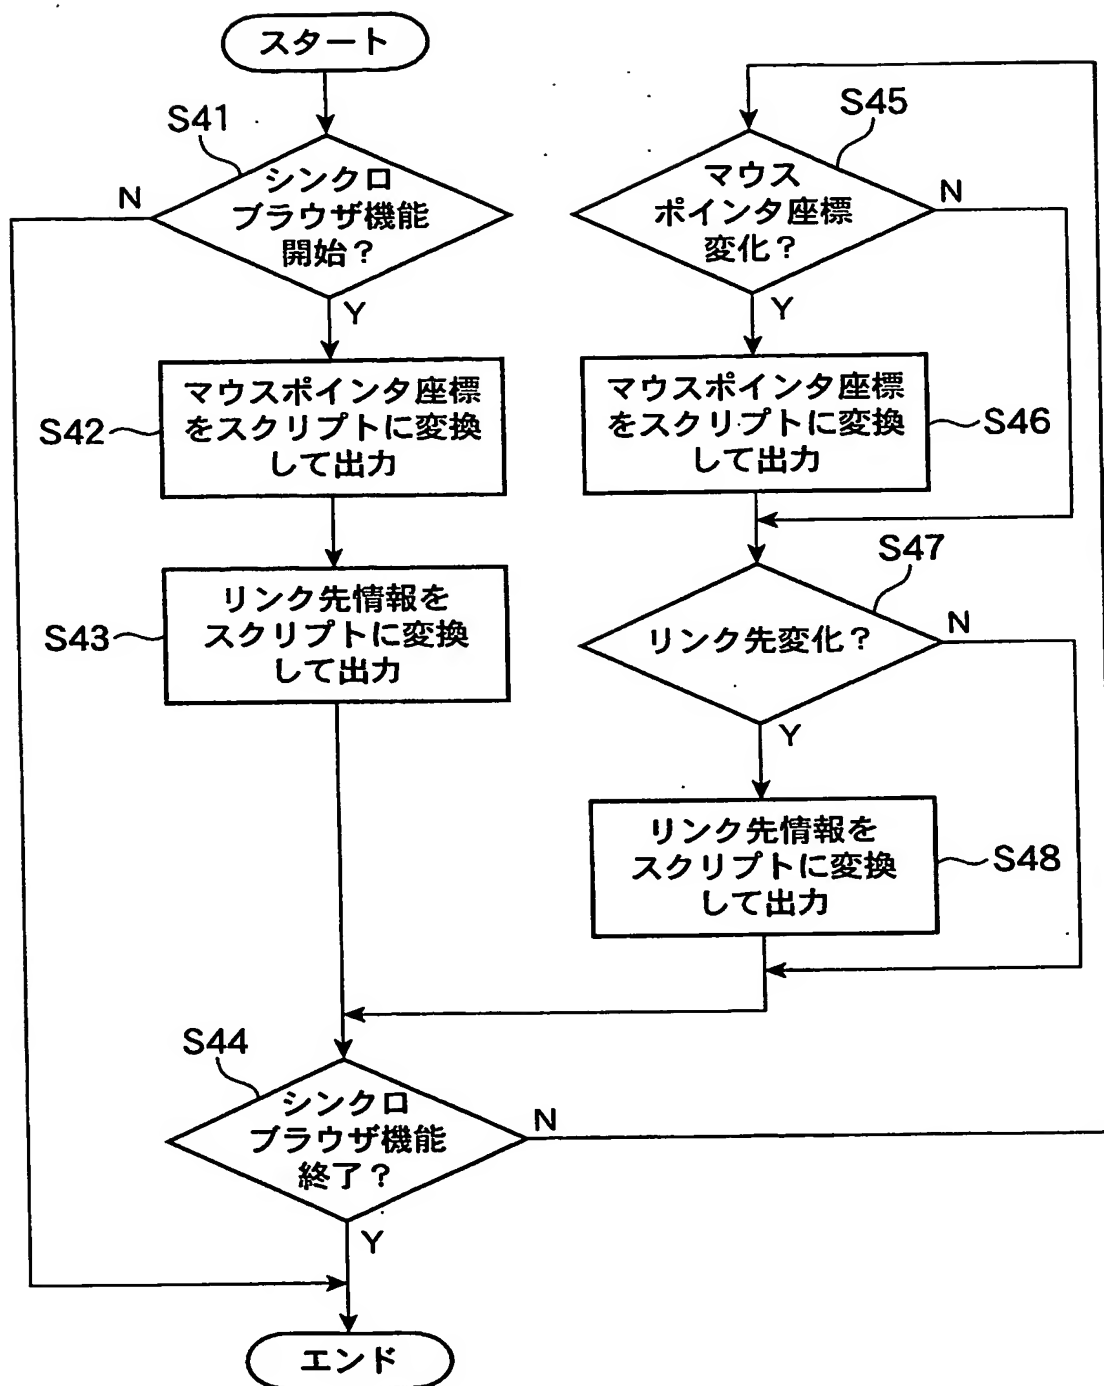 スタート
S41
シンクロ
ブラウザ機能
開始？
N
Y
マウスポインタ座標
をスクリプトに変換
して出力
S42
リンク先情報を
スクリプトに変換
して出力
S43
S44
シンクロ
ブラウザ機能
終了？
N
Y
エンド
S45
マウス
ポインタ座標
変化？
N
Y
マウスポインタ座標
をスクリプトに変換
して出力
S46
S47
リンク先変化？
N
Y
リンク先情報を
スクリプトに変換
して出力
S48